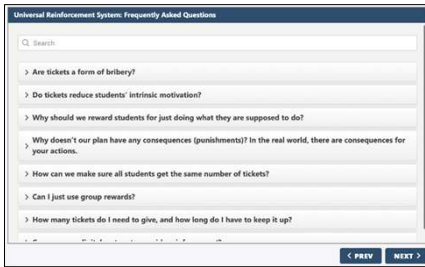 Universal Reinforcement System: Frequently Asked Questions
Search
> Are tickets a form of bribery?
> Do tickets reduce students' intrinsic motivation?
> Why should we reward students for just doing what they are supposed to do?
> Why doesn't our plan have any consequences (punishments)? In the real world, there are consequences for
your actions.
> How can we make sure all students get the same number of tickets?
> Can I just use group rewards?
> How many tickets do I need to give, and how long do I have to keep it up?
< PREV
NEXT >